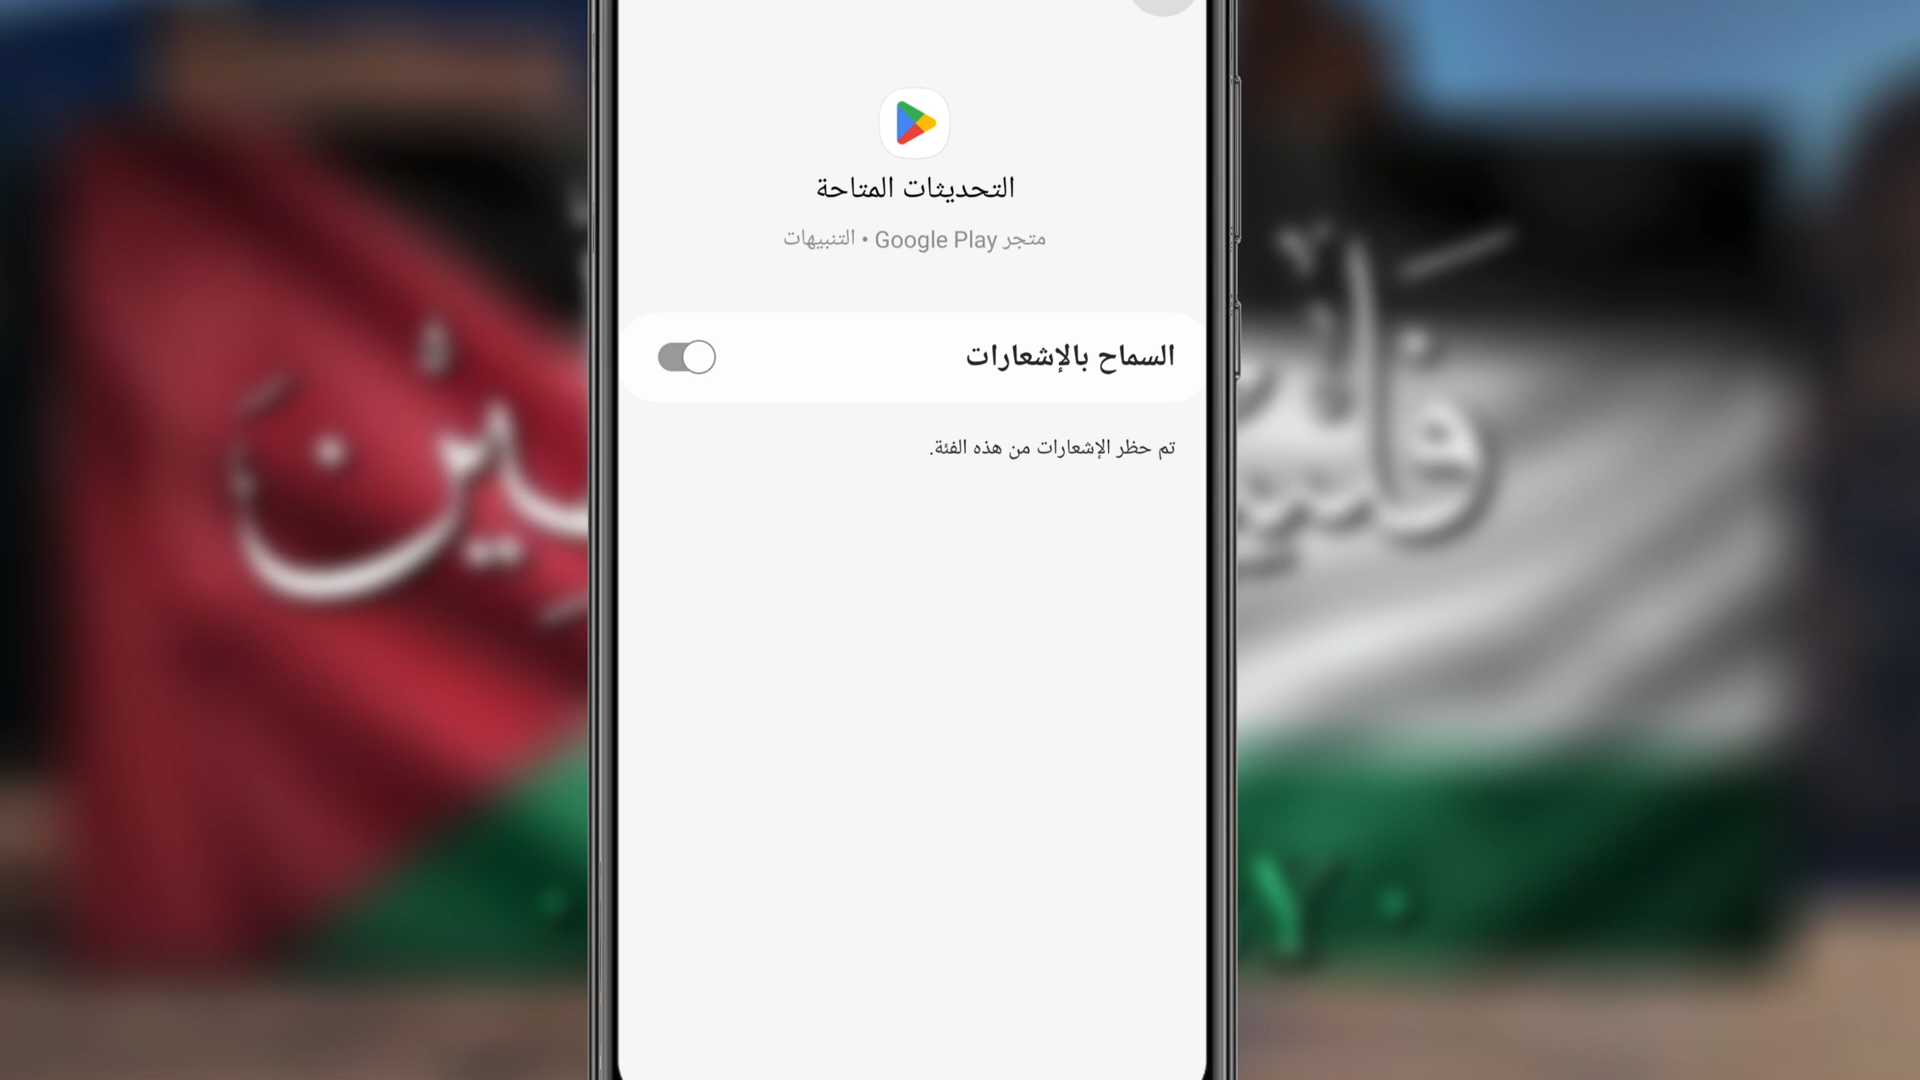 التحديثات المتاحة
متجر Google Play • التنبيهات
السماح بالإشعارات
تم حظر الإشعارات من هذه الفئة.